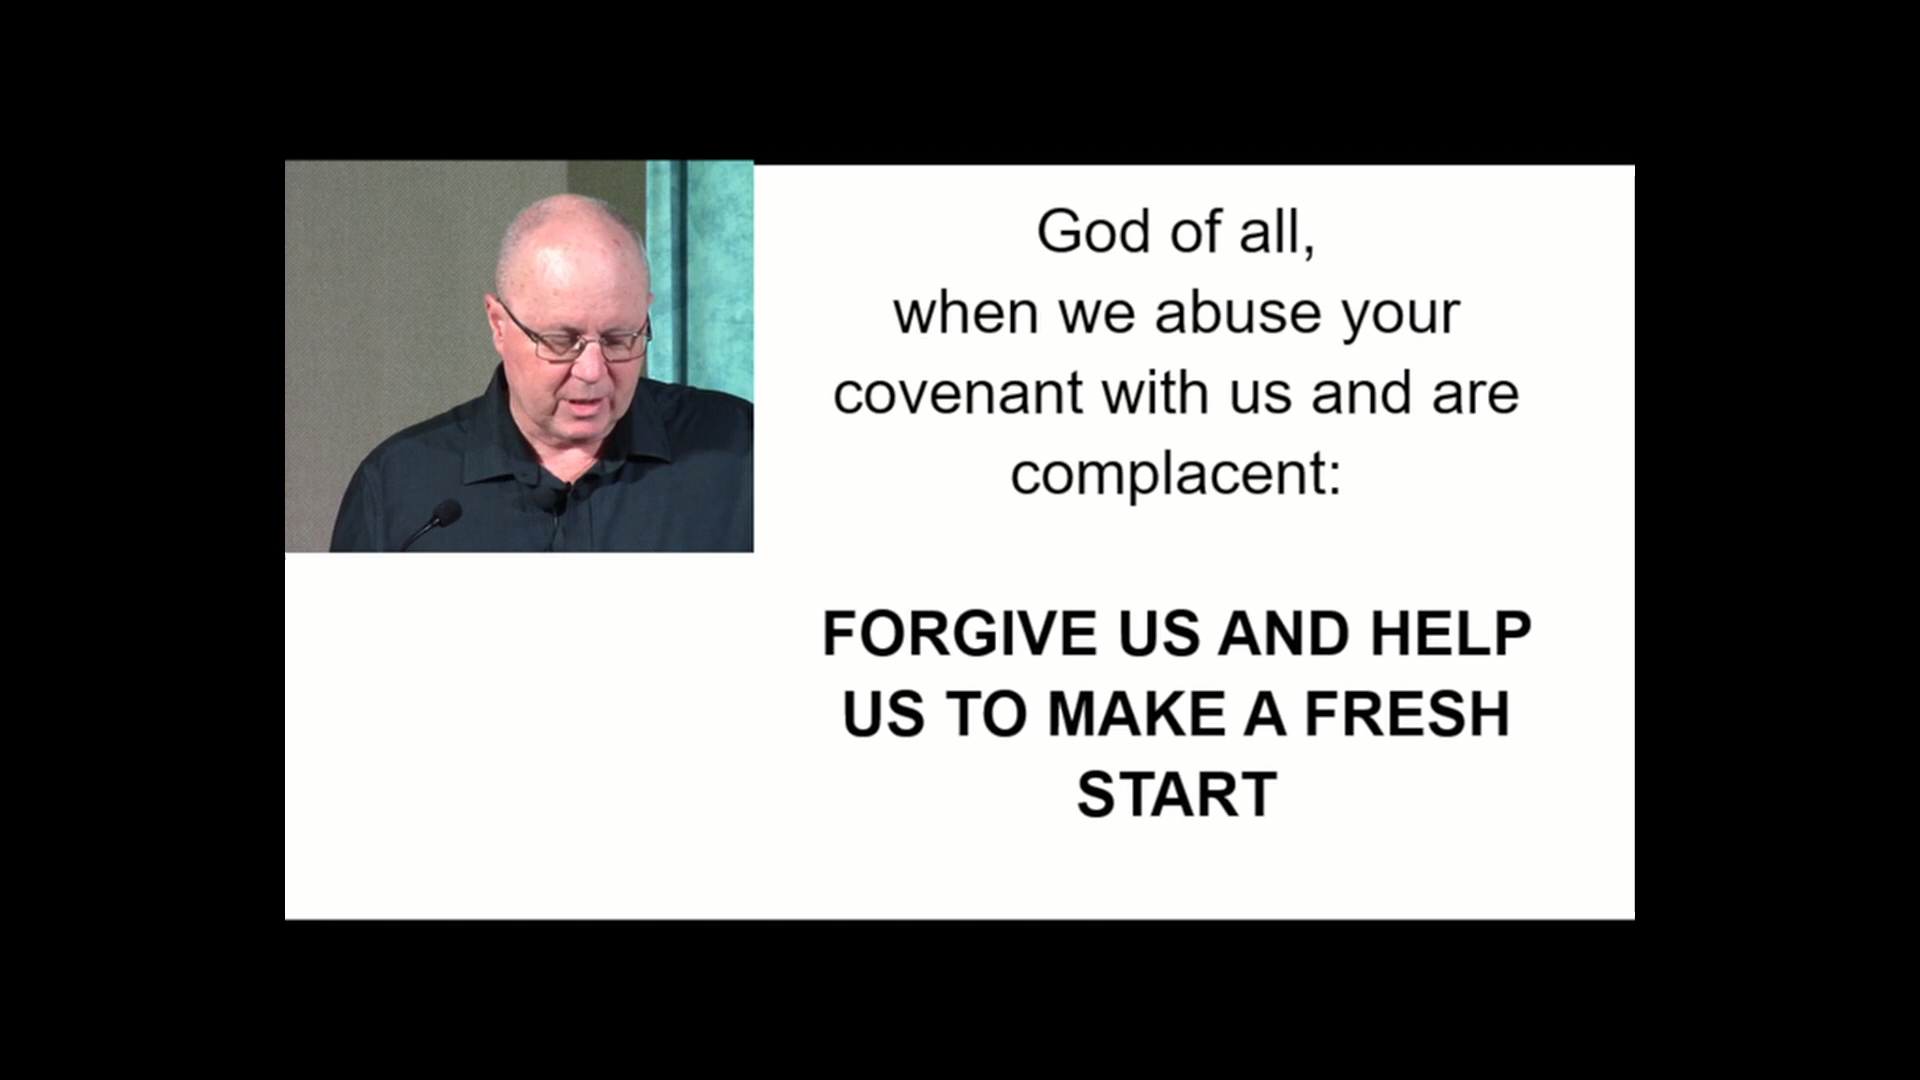 God of all,
when we abuse your
covenant with us and are
complacent:
FORGIVE US AND HELP
US TO MAKE A FRESH
START